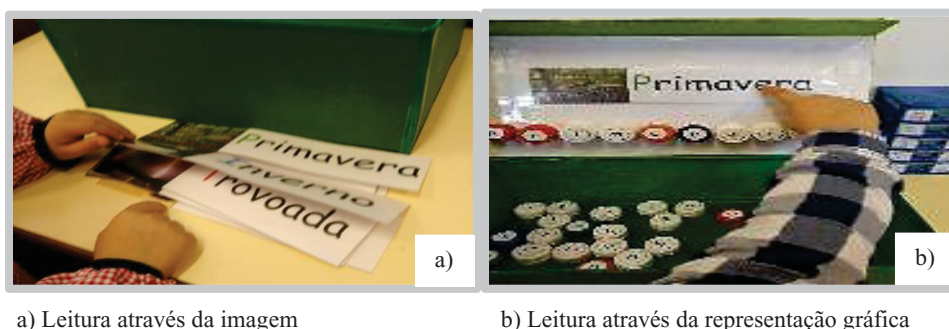 Primavera
Inverno
Trovoada
a)
Primavera
b)
a) Leitura através da imagem
b) Leitura através da representação gráfica